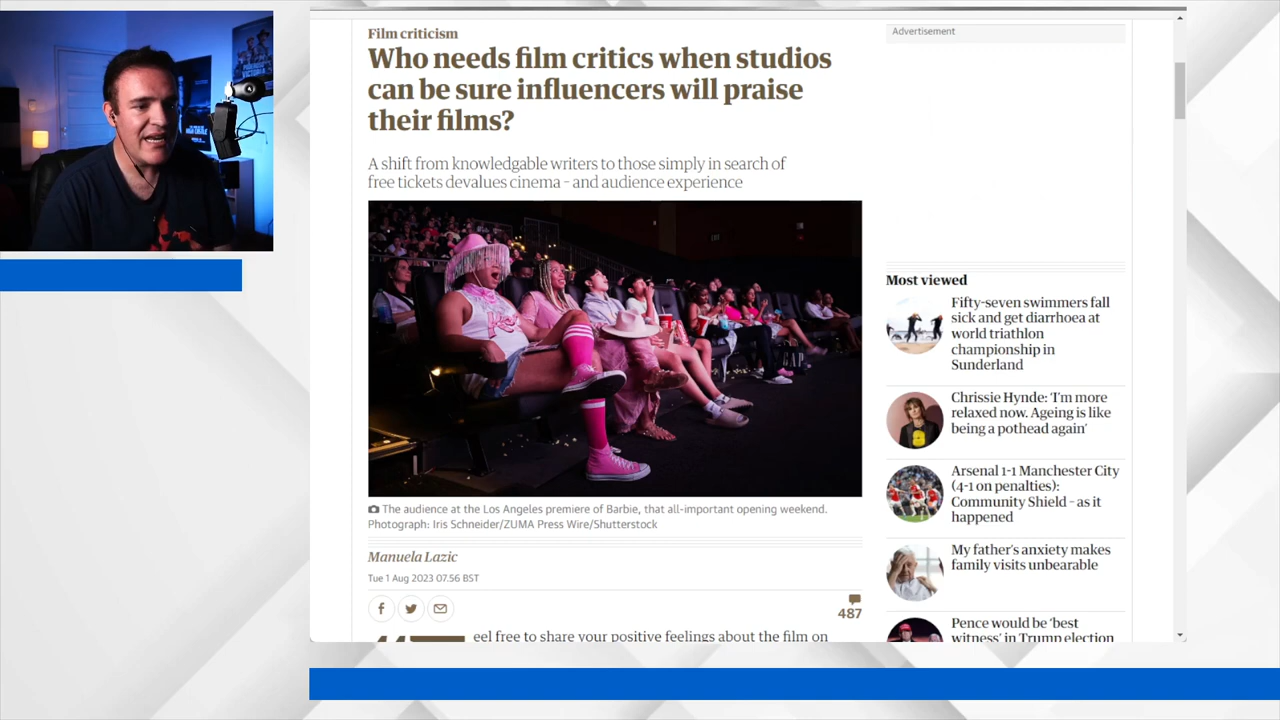 Film criticism
Who needs film critics when studios
can be sure influencers will praise
their films?
A shift from knowledgable writers to those simply in search of
free tickets devalues cinema – and audience experience
The audience at the Los Angeles premiere of Barbie, that all-important opening weekend.
Photograph: Iris Schneider/ZUMA Press Wire/Shutterstock
Manuela Lazic
Tue 1 Aug 2023 07.56 BST
487
eel free to share your positive feelings about the film on
Advertisement
Most viewed
Fifty-seven swimmers fall
sick and get diarrhoea at
world triathlon
championship in
Sunderland
Chrissie Hynde: ‘I’m more
relaxed now. Ageing is like
being a pothead again’
Arsenal 1-1 Manchester City
(4-1 on penalties):
Community Shield – as it
happened
My father’s anxiety makes
family visits unbearable
Pence would be ‘best
witness’ in Trump election